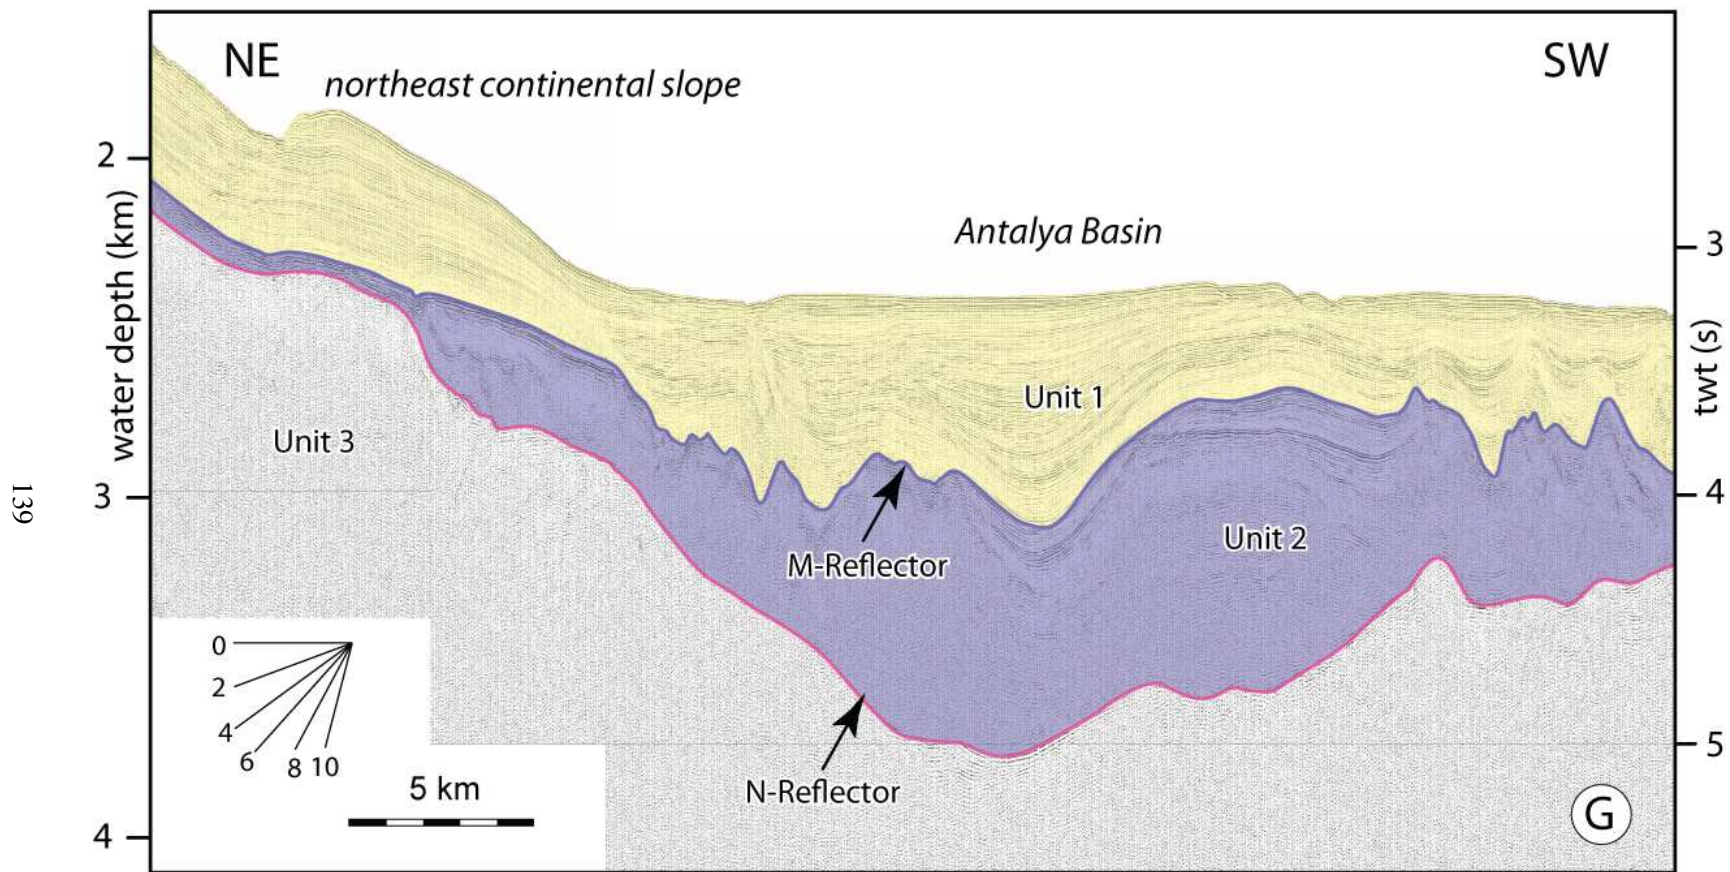 NE
SW
northeast continental slope
2
water depth (km)
Antalya Basin
3
twt (s)
Unit 1
Unit 3
139
3
4
Unit 2
M-Reflector
0
2
4
6
8
10
5
5 km
N-Reflector
G
4